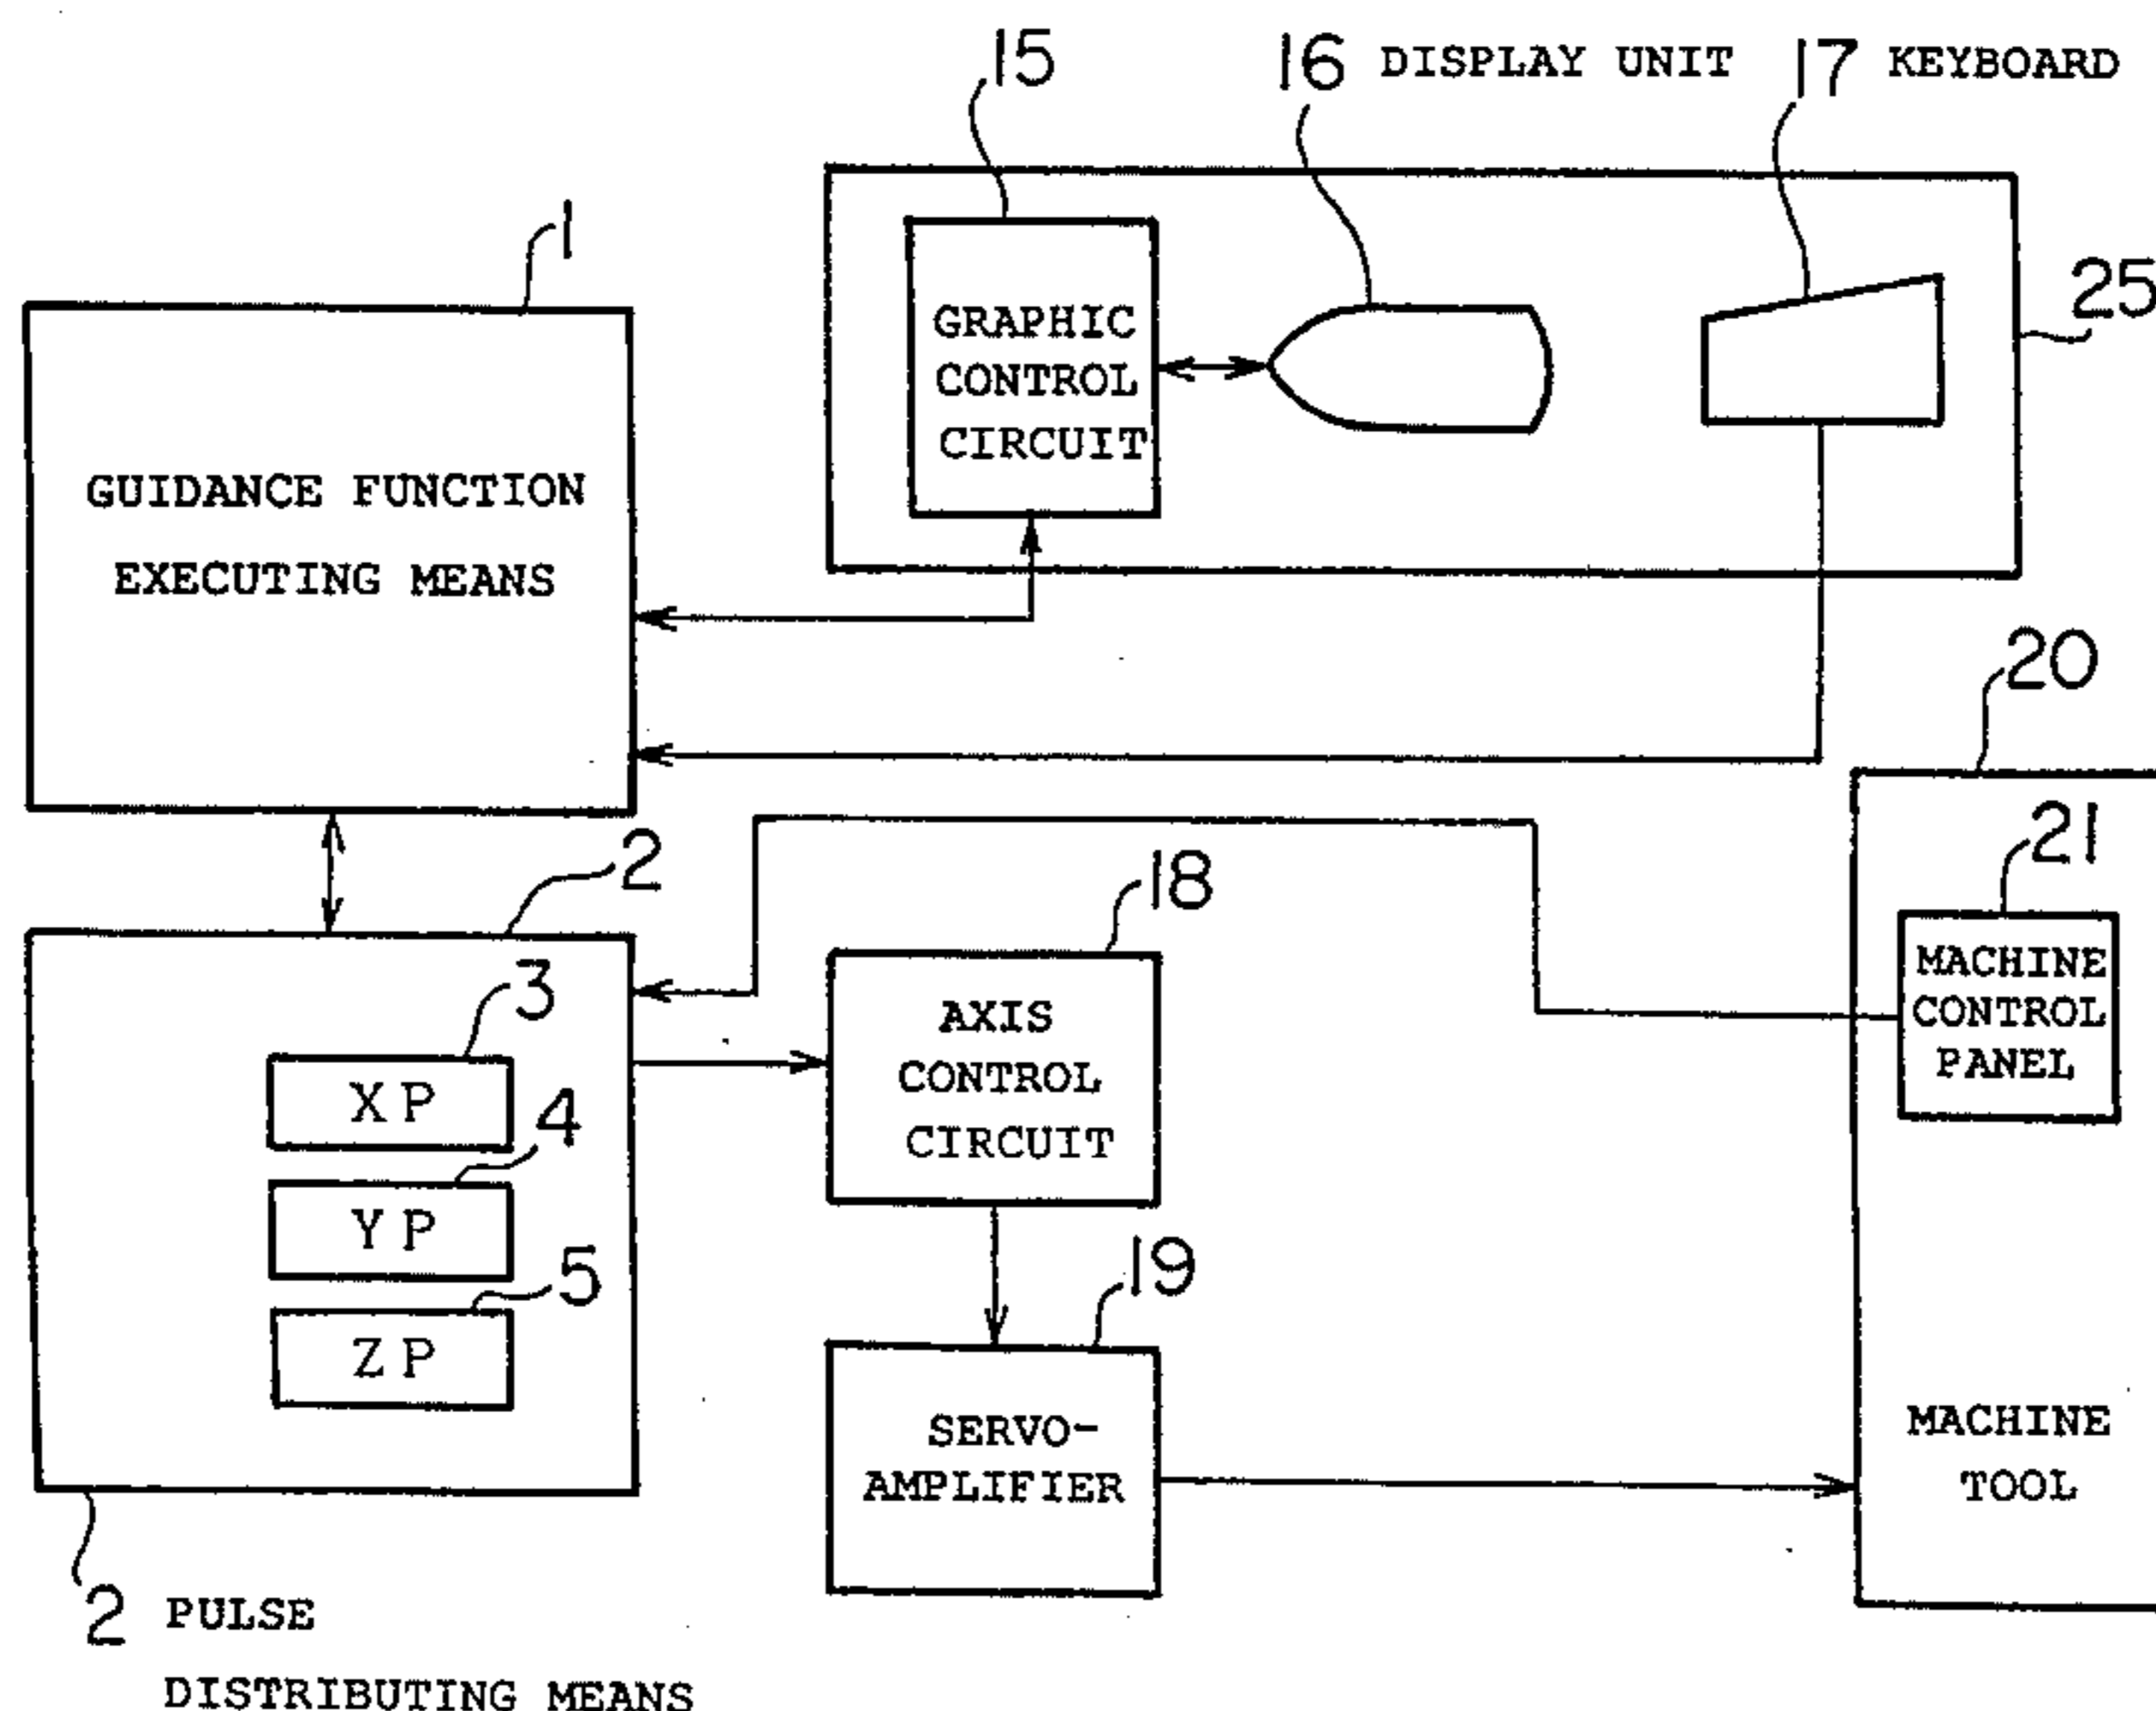 15
16 DISPLAY UNIT
17 KEYBOARD
1
25
GRAPHIC
CONTROL
CIRCUIT
GUIDANCE FUNCTION
EXECUTING MEANS
20
21
2
18
MACHINE
CONTROL
PANEL
3
XP
AXIS
CONTROL
CIRCUIT
4
YP
19
5
ZP
SERVO-
AMPLIFIER
MACHINE
TOOL
2 PULSE
DISTRIBUTING MEANS